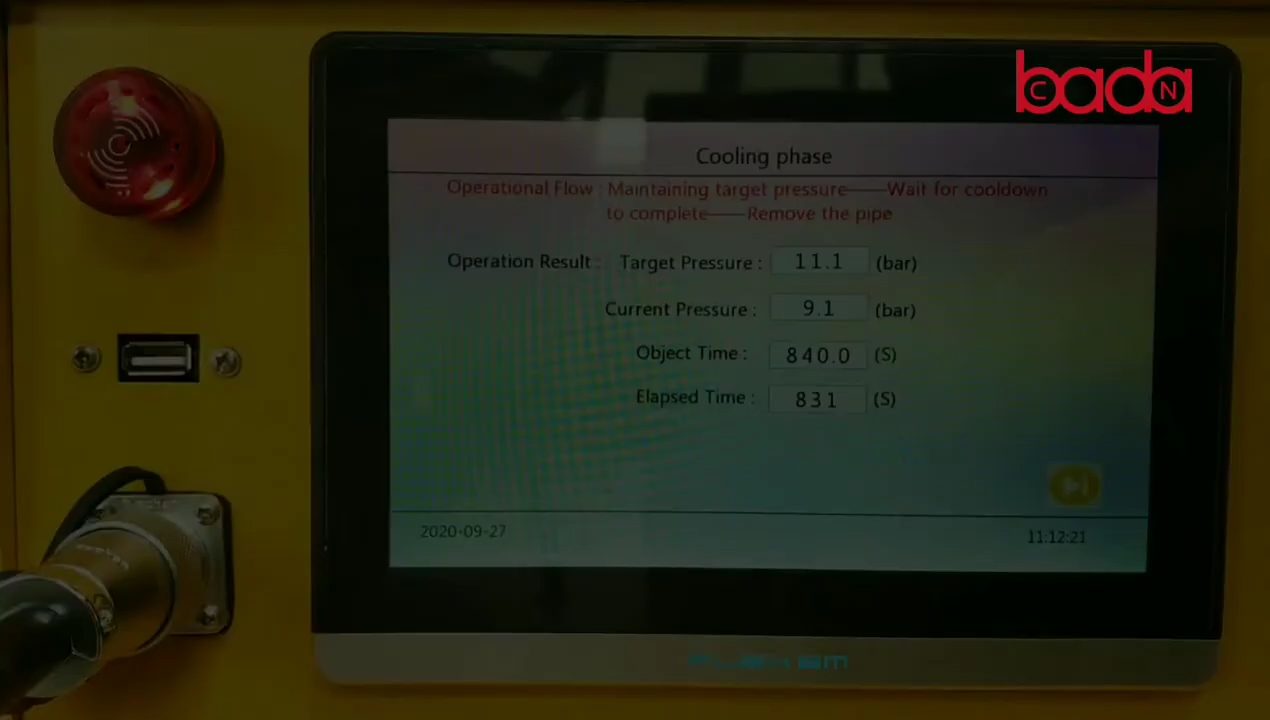 bada
CN
Cooling phase
Operational Flow : Maintaining target pressure——Wait for cooldown
to complete——Remove the pipe
Operation Result : Target Pressure : 11.1 (bar)
Current Pressure : 9.1 (bar)
Object Time : 840.0 (S)
Elapsed Time : 831 (S)
2020-09-27
11:12:21